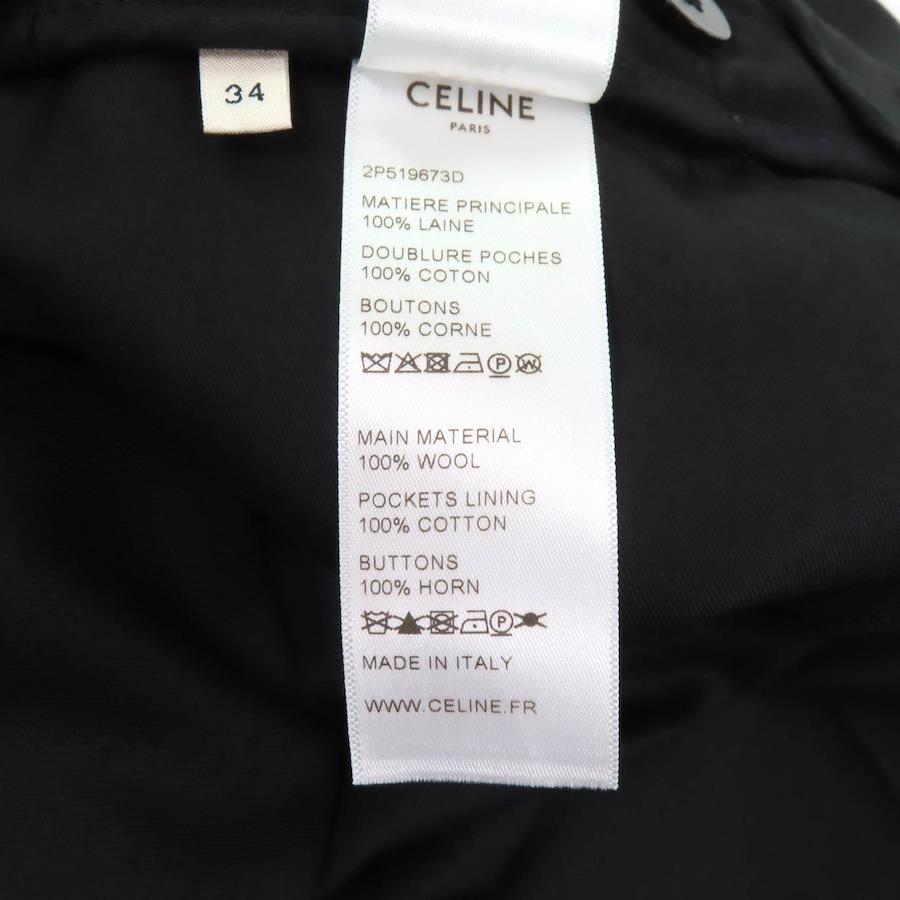 34
CELINE
PARIS
2P519673D
MATIERE PRINCIPALE
100% LAINE
DOUBLURE POCHES
100% COTON
BOUTONS
100% CORNE
P W
MAIN MATERIAL
100% WOOL
POCKETS LINING
100% COTTON
BUTTONS
100% HORN
P
MADE IN ITALY
WWW.CELINE.FR